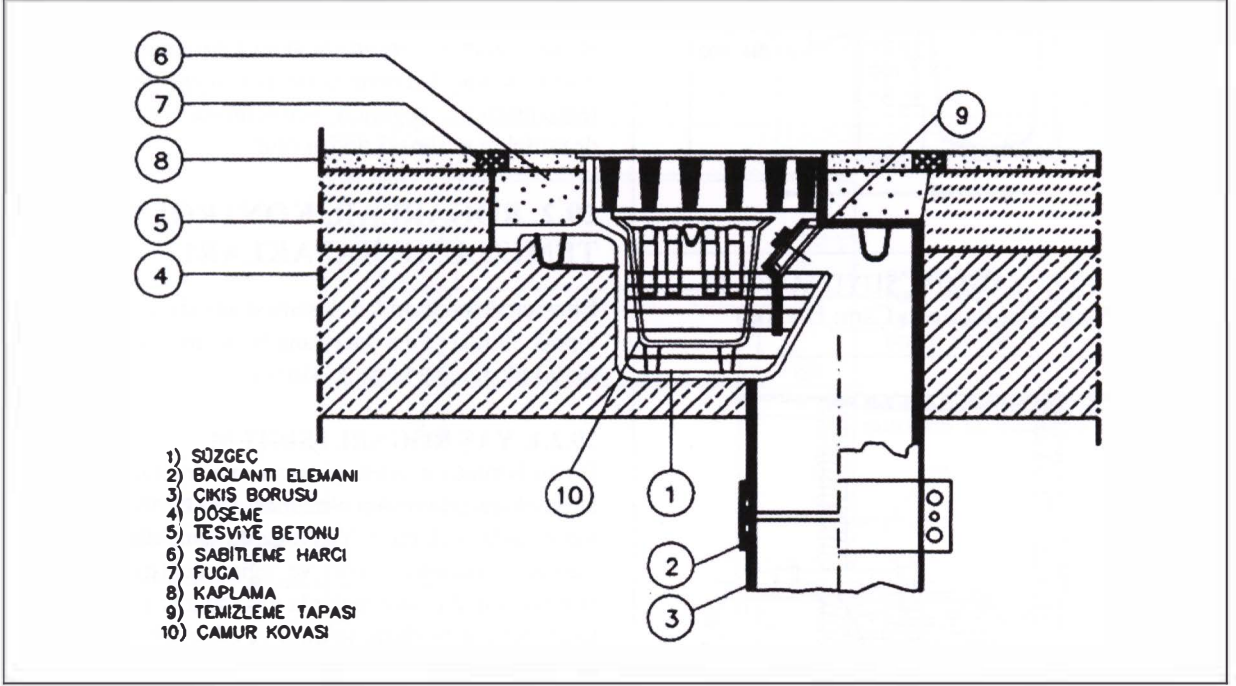 6
7
8
5
4
9
10
1
2
3
1) SÜZGEÇ
2) BAĞLANTI ELEMANI
3) ÇIKIŞ BORUSU
4) DÖŞEME
5) TESVİYE BETONU
6) SABİTLEME HARCI
7) FUGA
8) KAPLAMA
9) TEMİZLEME TAPASI
10) ÇAMUR KOVASI